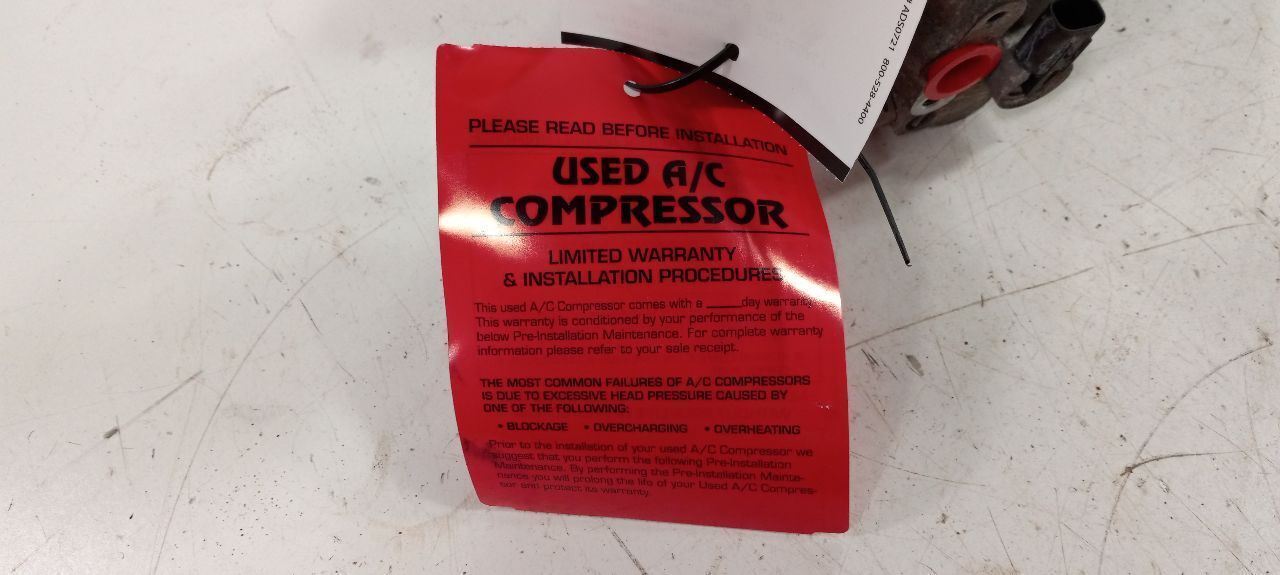 ADS0721 800-528-4400
PLEASE READ BEFORE INSTALLATION
USED A/C
COMPRESSOR
LIMITED WARRANTY
& INSTALLATION PROCEDURES
This used A/C Compressor comes with a _____day warranty.
This warranty is conditioned by your performance of the
below Pre-Installation Maintenance. For complete warranty
information please refer to your sale receipt.
THE MOST COMMON FAILURES OF A/C COMPRESSORS
IS DUE TO EXCESSIVE HEAD PRESSURE CAUSED BY
ONE OF THE FOLLOWING:
• BLOCKAGE • OVERCHARGING • OVERHEATING
Prior to the installation of your used A/C Compressor we
suggest that you perform the following Pre-Installation
Maintenance. By performing the Pre-Installation Mainte-
nance you will prolong the life of your Used A/C Compres-
sor and protect its warranty.